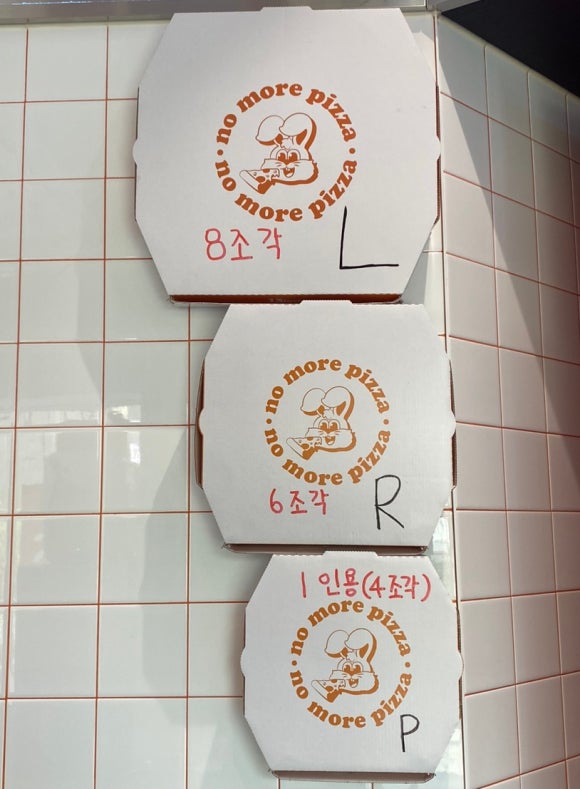 no more pizza
no more pizza
8조각
L
no more pizza
no more pizza
6조각
R
1인용(4조각)
no more pizza
no more pizza
P